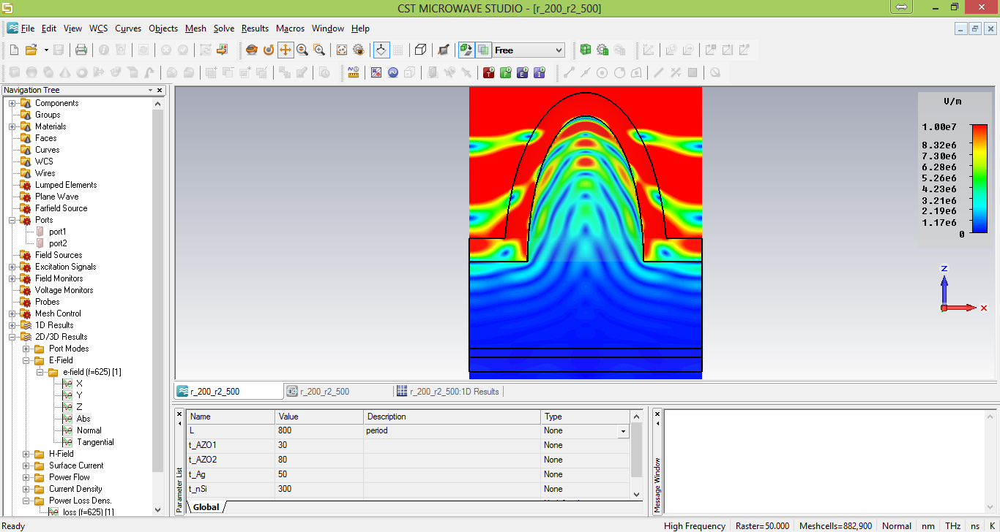 CST MICROWAVE STUDIO - [r_200_r2_500]
File Edit View WCS Curves Objects Mesh Solve Results Macros Window Help
Free
T F E I
Navigation Tree
Components
Groups
Materials
Faces
Curves
WCS
Wires
Lumped Elements
Plane Wave
Farfield Source
Ports
port1
port2
Field Sources
Excitation Signals
Field Monitors
Voltage Monitors
Probes
Mesh Control
1D Results
2D/3D Results
Port Modes
E-Field
e-field (f=625) [1]
X
Y
Z
Abs
Normal
Tangential
H-Field
Surface Current
Power Flow
Current Density
Power Loss Dens.
loss (f=625) [1]
V/m
1.00e7
8.32e6
7.30e6
6.28e6
5.26e6
4.23e6
3.21e6
2.19e6
1.17e6
0
Z
X
r_200_r2_500 r_200_r2_500 r_200_r2_500:1D Results
Parameter List
Name Value Description Type
L 800 period None
t_AZO1 30 None
t_AZO2 80 None
t_Ag 50 None
t_nSi 300 None
Global
Message Window
Ready High Frequency Raster=50.000 Meshcells=882,900 Normal nm THz ns K